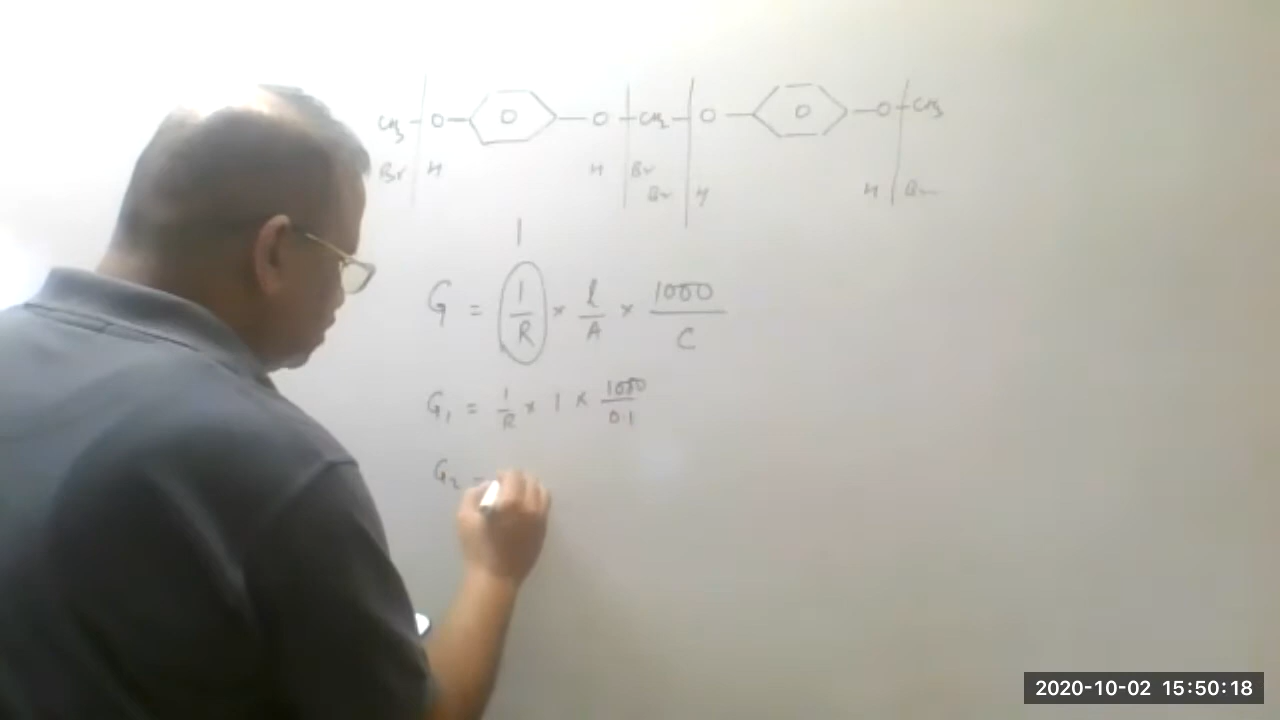 CH3 - O - O - O - CH2 - O - O - O - CH3
Br H H Br
Br H H Br
1
G = 1/R × l/A × 1000/C
G1 = 1/R × 1 × 1000/0.1
G2 =
2020-10-02 15:50:18